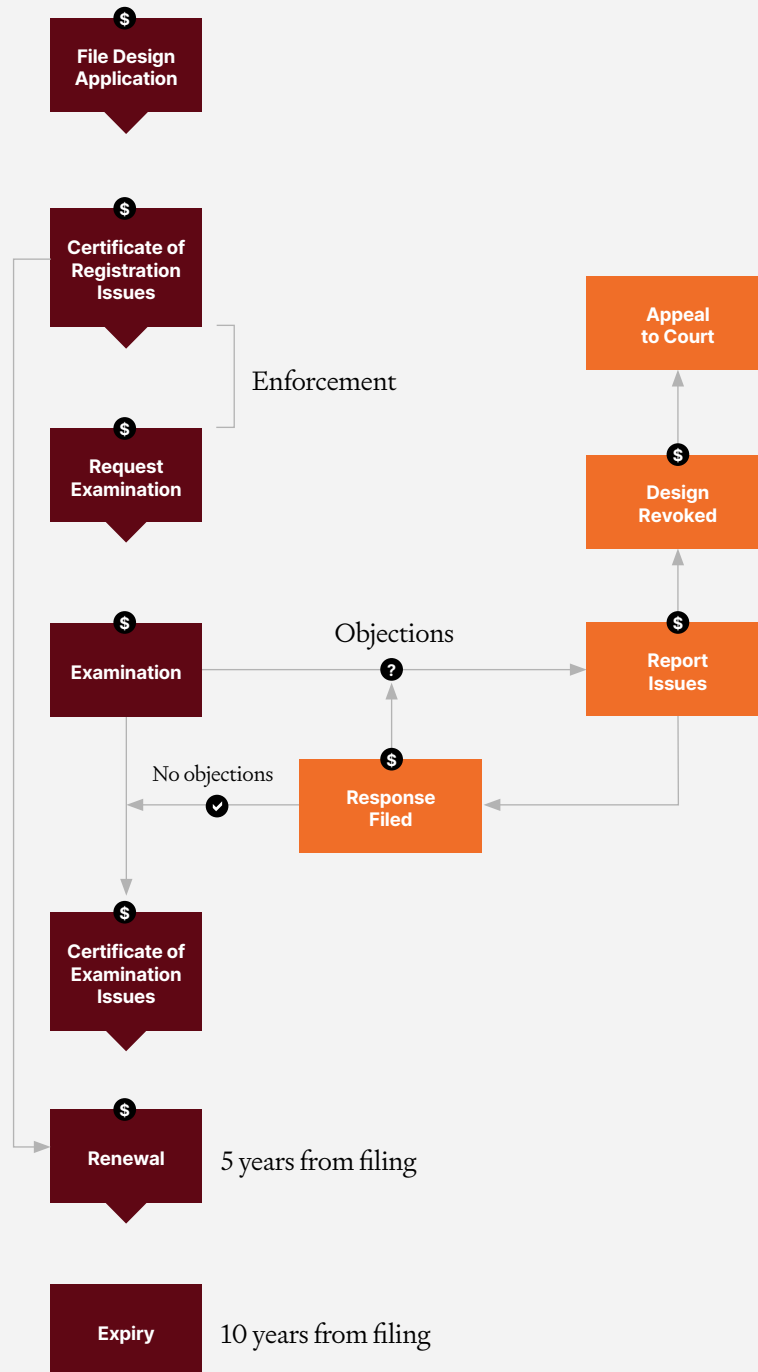 $
File Design
Application
$
Certificate of
Registration
Issues
Enforcement
$
Request
Examination
$
Examination
Objections
?
No objections
$
Response
Filed
Appeal
to Court
$
Design
Revoked
$
Report
Issues
$
Certificate of
Examination
Issues
$
Renewal
5 years from filing
Expiry
10 years from filing